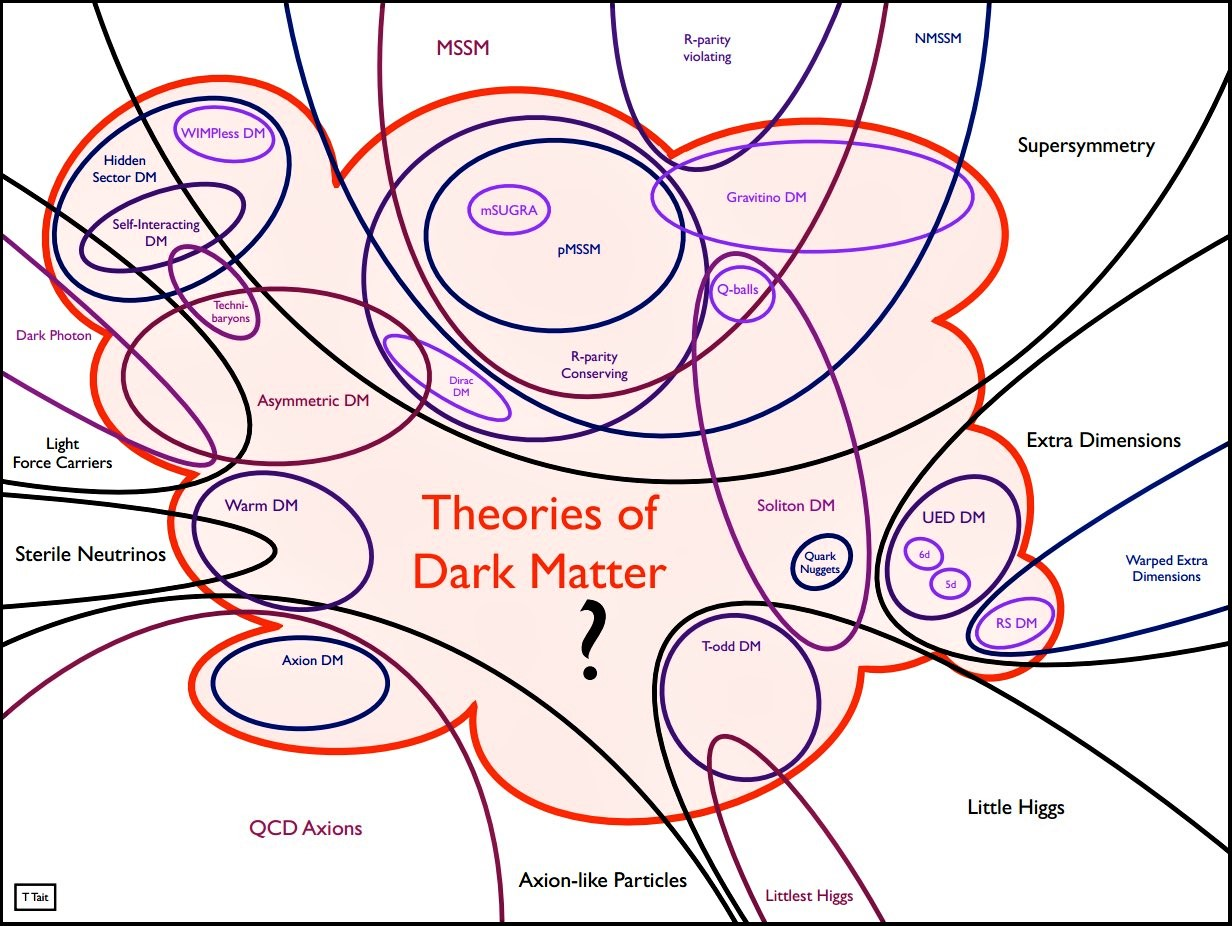 MSSM
R-parity
violating
NMSSM
WIMPless DM
Hidden
Sector DM
Self-Interacting
DM
Supersymmetry
mSUGRA
Gravitino DM
pMSSM
Q-balls
Techni-
baryons
Dark Photon
R-parity
Conserving
Dirac
DM
Asymmetric DM
Light
Force Carriers
Extra Dimensions
Warm DM
Theories of
Dark Matter
?
Soliton DM
UED DM
Sterile Neutrinos
Quark
Nuggets
6d
5d
Warped Extra
Dimensions
RS DM
Axion DM
T-odd DM
QCD Axions
Little Higgs
Axion-like Particles
Littlest Higgs
T Tait